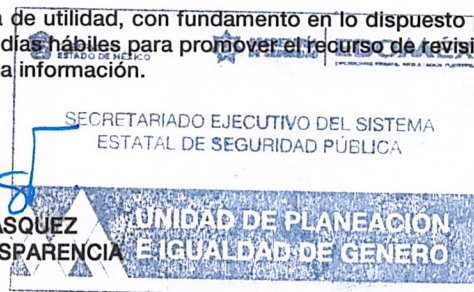 a de utilidad, con fundamento en lo dispuesto
días hábiles para promover el recurso de revisi
a información.
ESTADO DE MÉXICO
SECRETARIADO EJECUTIVO DEL SISTEMA
ESTATAL DE SEGURIDAD PÚBLICA
ASQUEZ
SPARENCIA
UNIDAD DE PLANEACIÓN
E IGUALDAD DE GÉNERO